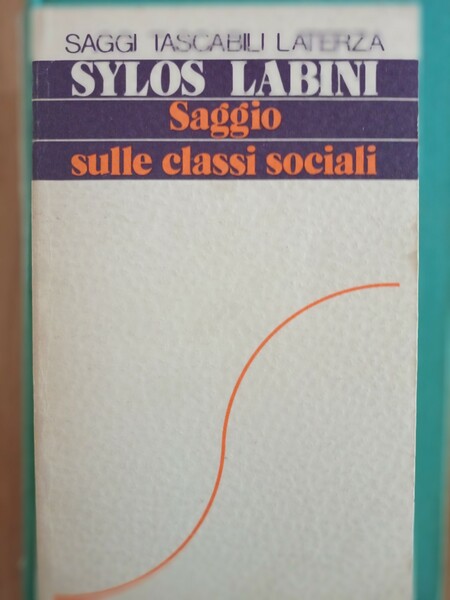 SAGGI TASCABILI LATERZA
SYLOS LABINI
Saggio
sulle classi sociali